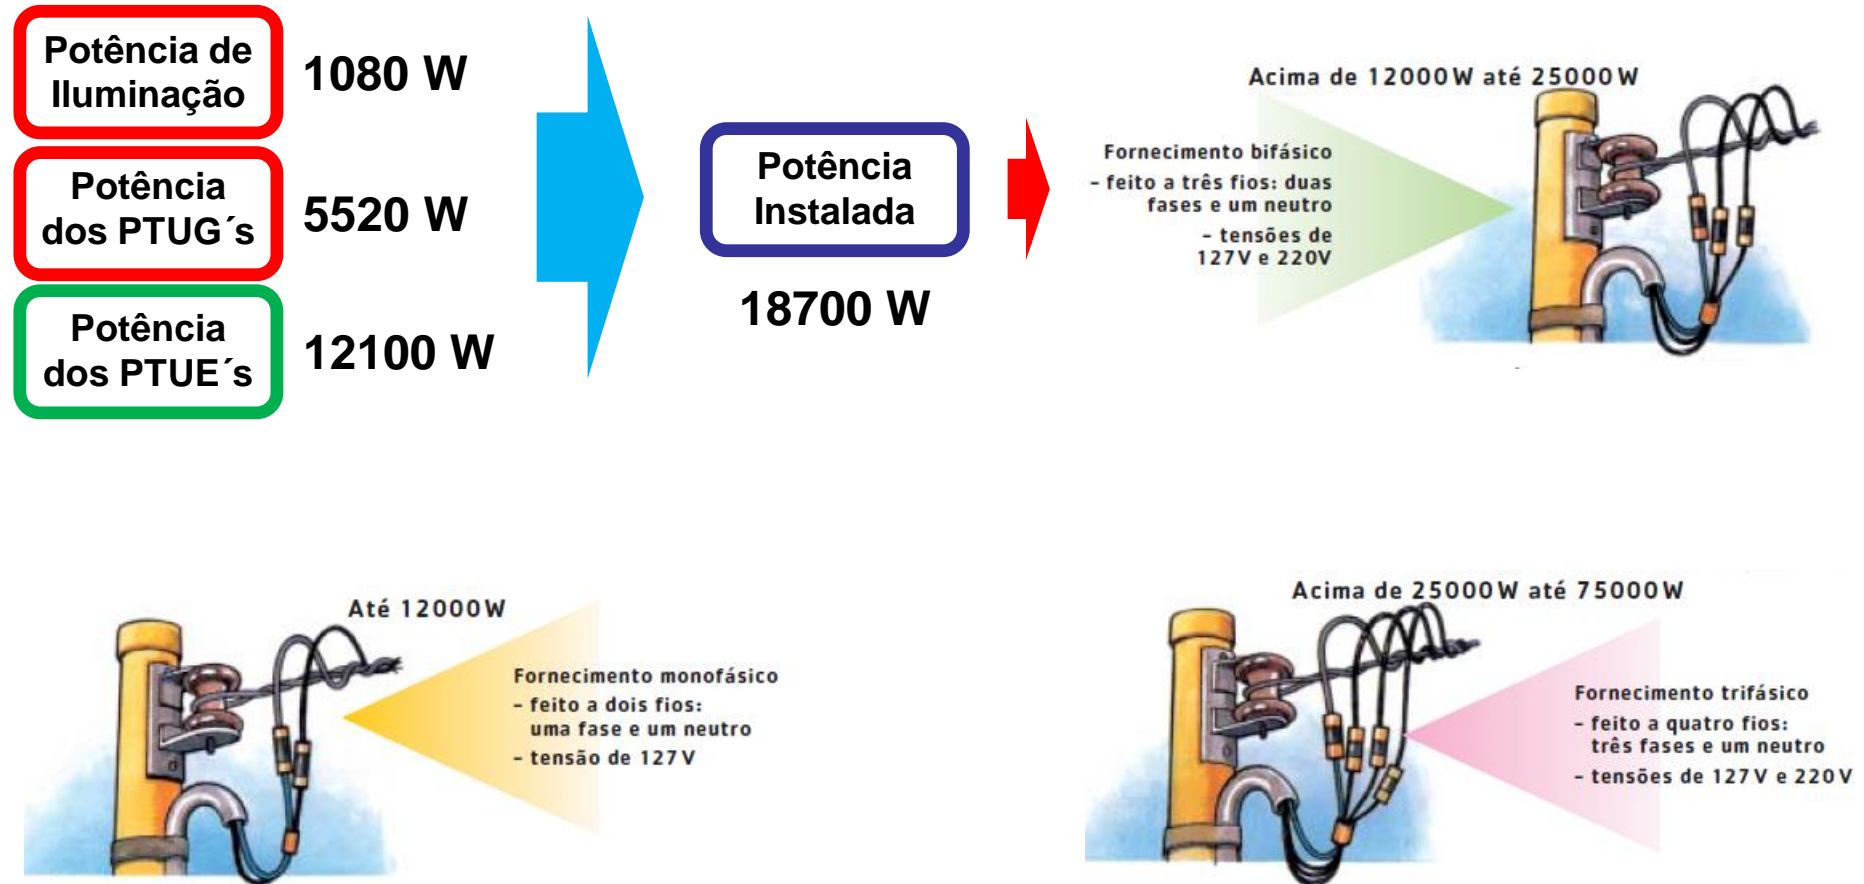 Potência de
Iluminação
1080 W
Potência
dos PTUG´s
5520 W
Potência
dos PTUE´s
12100 W
Potência
Instalada
18700 W
Acima de 12000W até 25000W
Fornecimento bifásico
- feito a três fios: duas
fases e um neutro
- tensões de
127V e 220V
Até 12000W
Fornecimento monofásico
- feito a dois fios:
uma fase e um neutro
- tensão de 127V
Acima de 25000W até 75000W
Fornecimento trifásico
- feito a quatro fios:
três fases e um neutro
- tensões de 127V e 220V